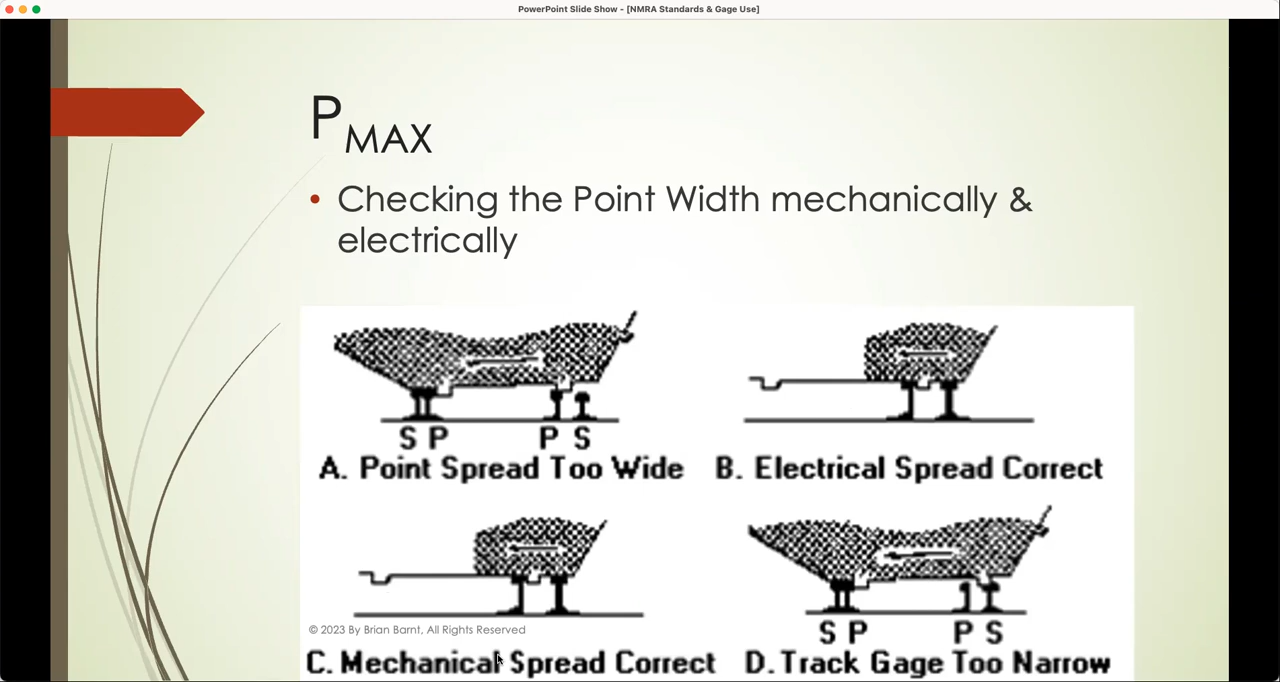 PowerPoint Slide Show - [NMRA Standards & Gage Use]
PMAX
• Checking the Point Width mechanically &
electrically
S P P S
A. Point Spread Too Wide
B. Electrical Spread Correct
© 2023 By Brian Barnt, All Rights Reserved
C. Mechanical Spread Correct
S P P S
D. Track Gage Too Narrow